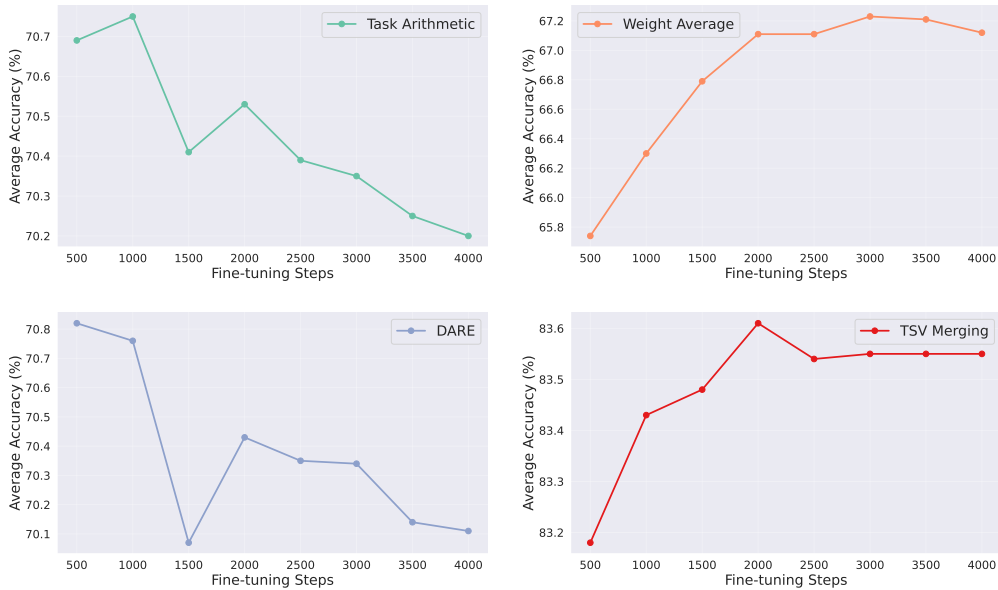 Task Arithmetic
Average Accuracy (%)
70.7
70.6
70.5
70.4
70.3
70.2
500 1000 1500 2000 2500 3000 3500 4000
Fine-tuning Steps
Weight Average
Average Accuracy (%)
67.2
67.0
66.8
66.6
66.4
66.2
66.0
65.8
500 1000 1500 2000 2500 3000 3500 4000
Fine-tuning Steps
DARE
Average Accuracy (%)
70.8
70.7
70.6
70.5
70.4
70.3
70.2
70.1
500 1000 1500 2000 2500 3000 3500 4000
Fine-tuning Steps
TSV Merging
Average Accuracy (%)
83.6
83.5
83.4
83.3
83.2
500 1000 1500 2000 2500 3000 3500 4000
Fine-tuning Steps